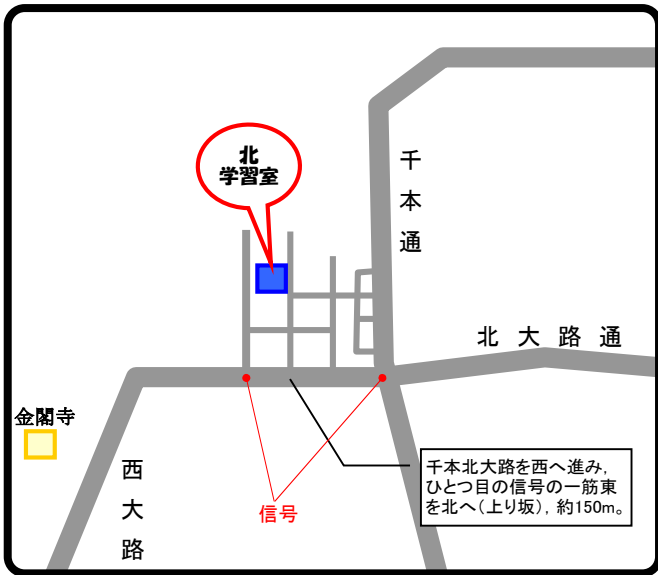 北
学習室
千本通
北大路通
金閣寺
西大路
信号
千本北大路を西へ進み，
ひとつ目の信号の一筋東
を北へ（上り坂），約150m。